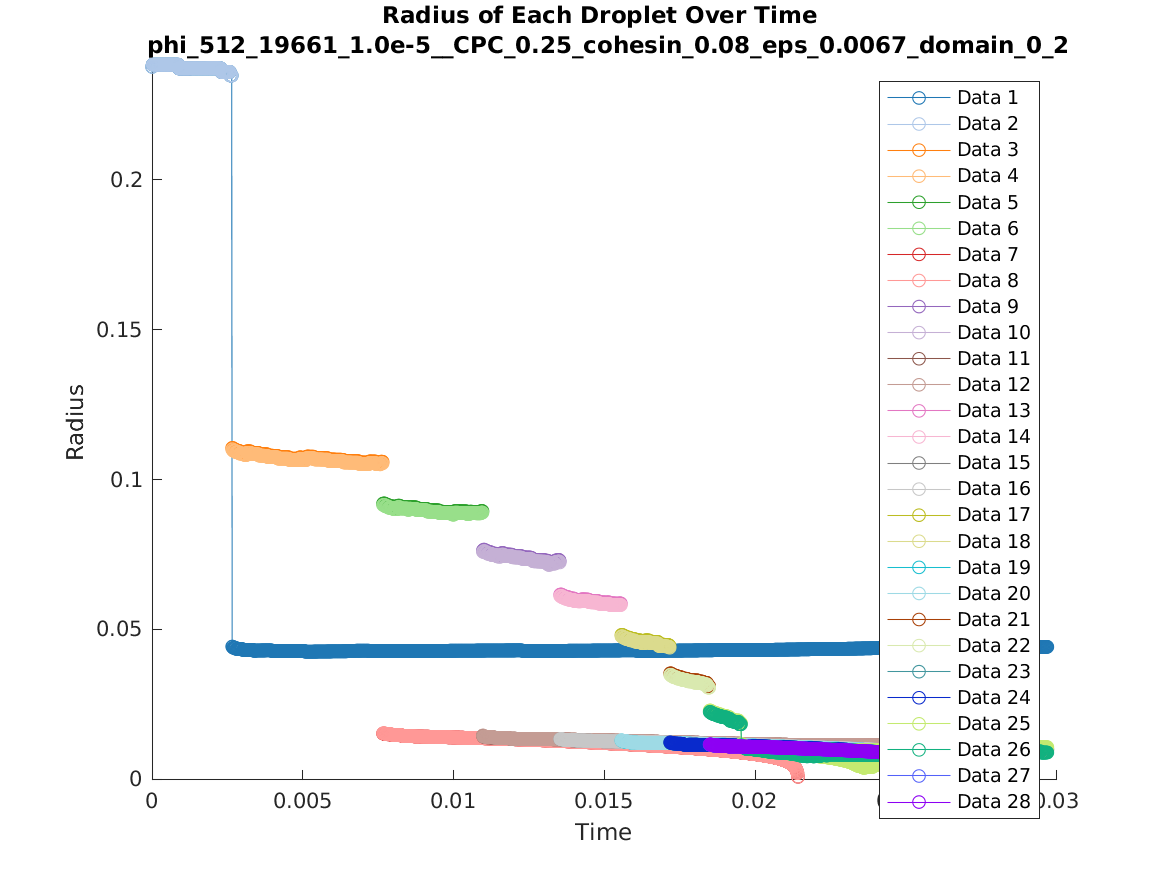 Radius of Each Droplet Over Time
phi_512_19661_1.0e-5__CPC_0.25_cohesin_0.08_eps_0.0067_domain_0_2
Radius
0.2
0.15
0.1
0.05
0
0
0.005
0.01
0.015
0.02
0.03
Time
Data 1
Data 2
Data 3
Data 4
Data 5
Data 6
Data 7
Data 8
Data 9
Data 10
Data 11
Data 12
Data 13
Data 14
Data 15
Data 16
Data 17
Data 18
Data 19
Data 20
Data 21
Data 22
Data 23
Data 24
Data 25
Data 26
Data 27
Data 28